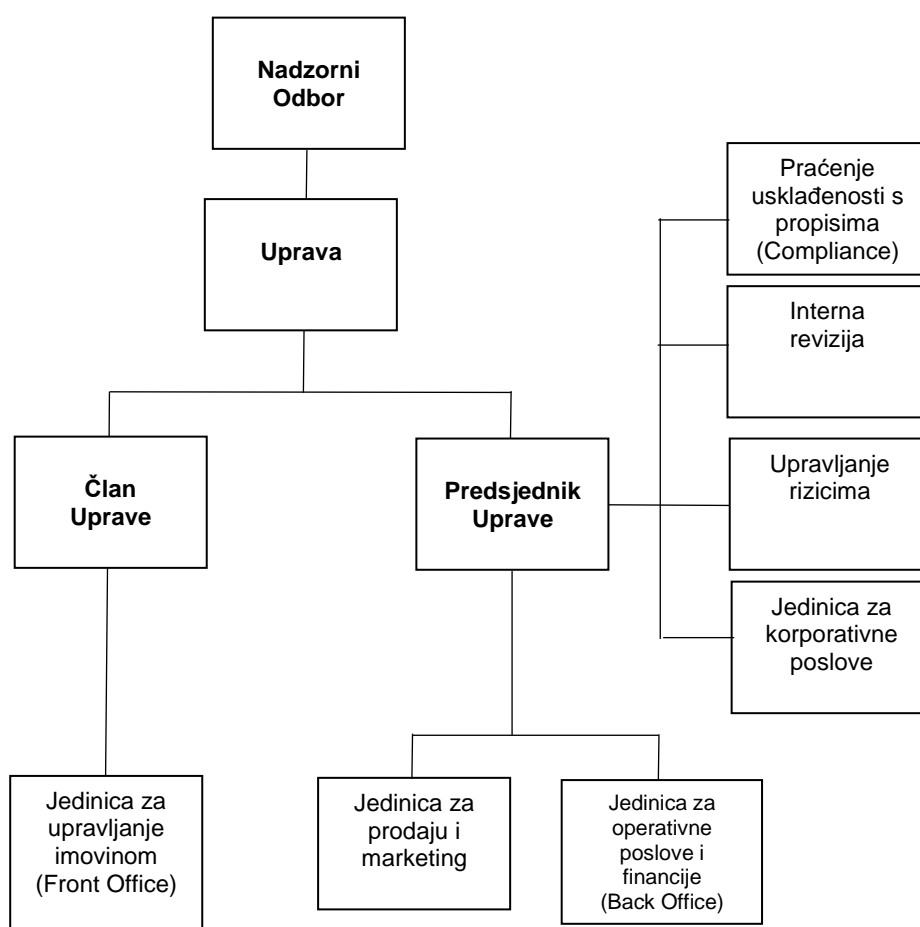 Nadzorni
Odbor
Uprava
Član
Uprave
Predsjednik
Uprave
Praćenje
usklađenosti s
propisima
(Compliance)
Interna
revizija
Upravljanje
rizicima
Jedinica za
korporativne
poslove
Jedinica za
upravljanje
imovinom
(Front Office)
Jedinica za
prodaju i
marketing
Jedinica za
operativne
poslove i
financije
(Back Office)